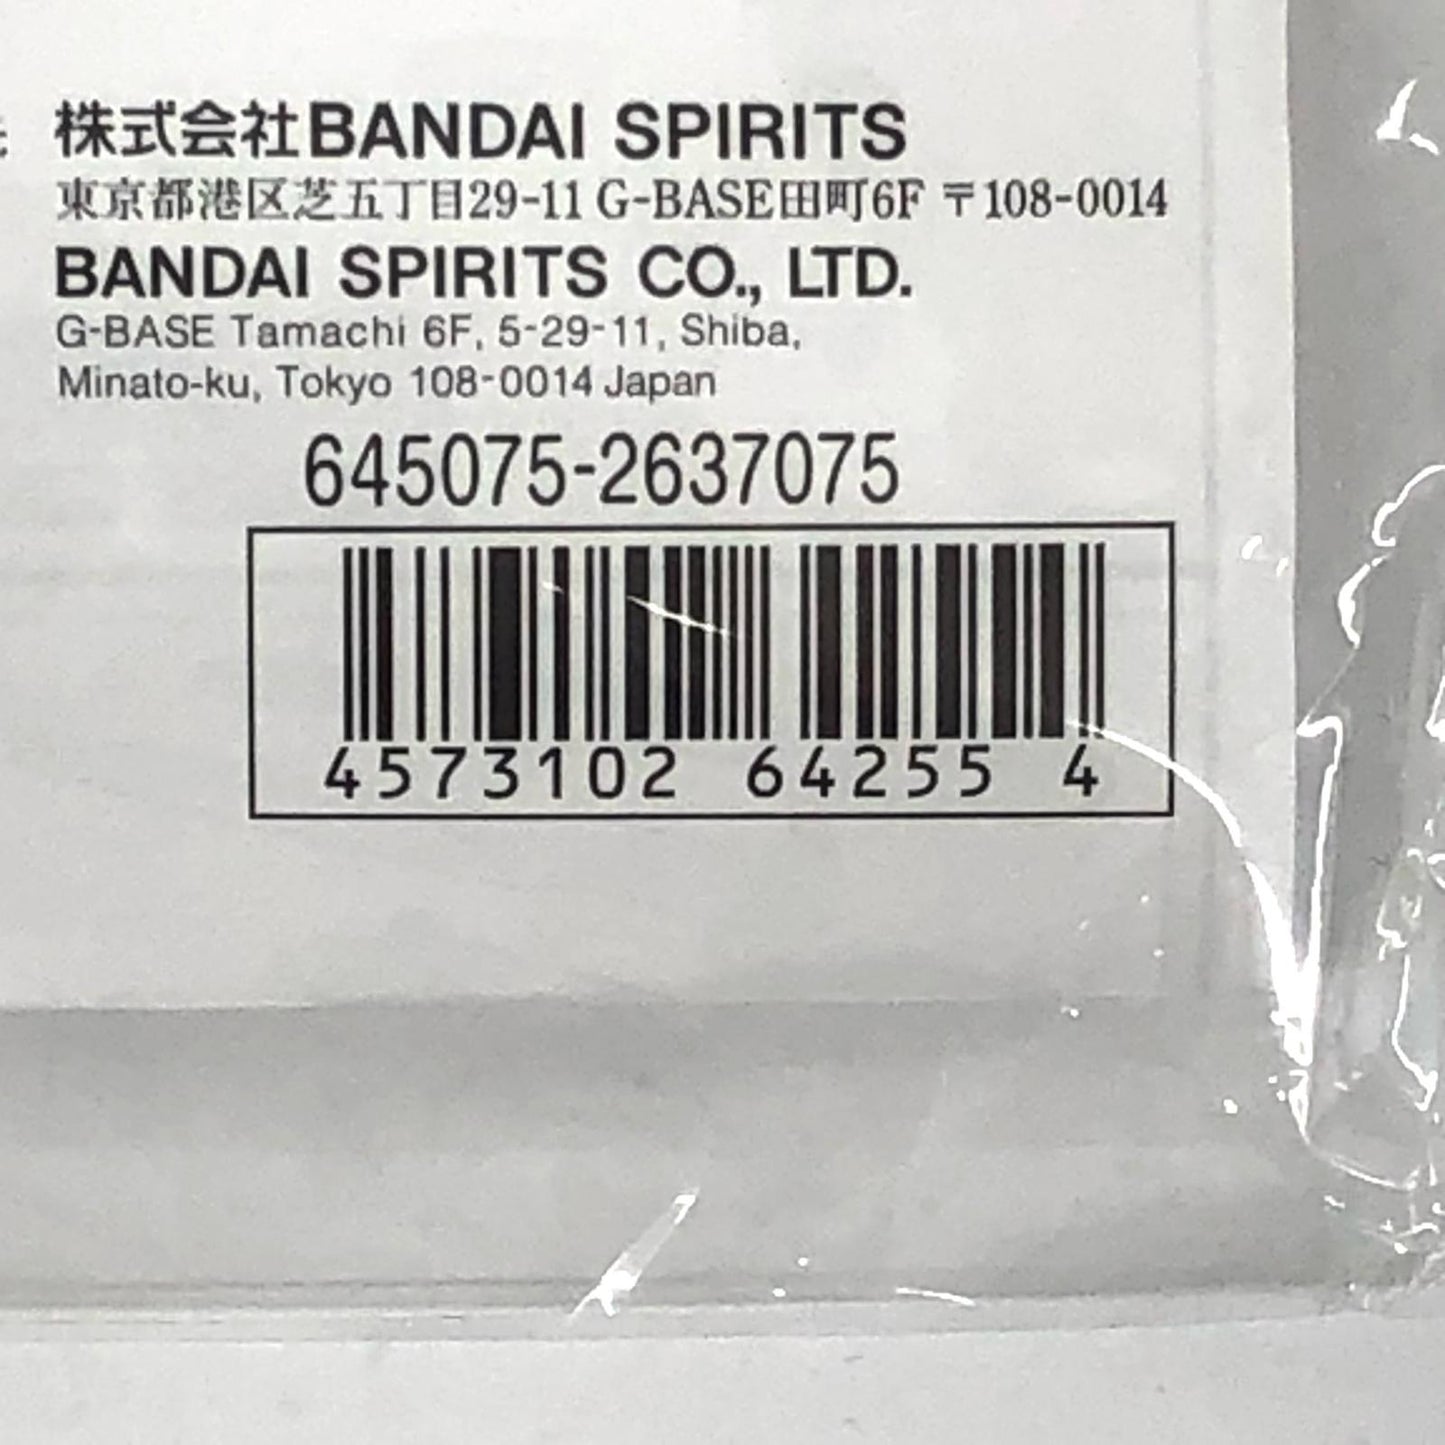 株式会社BANDAI SPIRITS
東京都港区芝五丁目29-11 G-BASE田町6F 〒108-0014
BANDAI SPIRITS CO., LTD.
G-BASE Tamachi 6F, 5-29-11, Shiba,
Minato-ku, Tokyo 108-0014 Japan
645075-2637075
4573102 64255 4